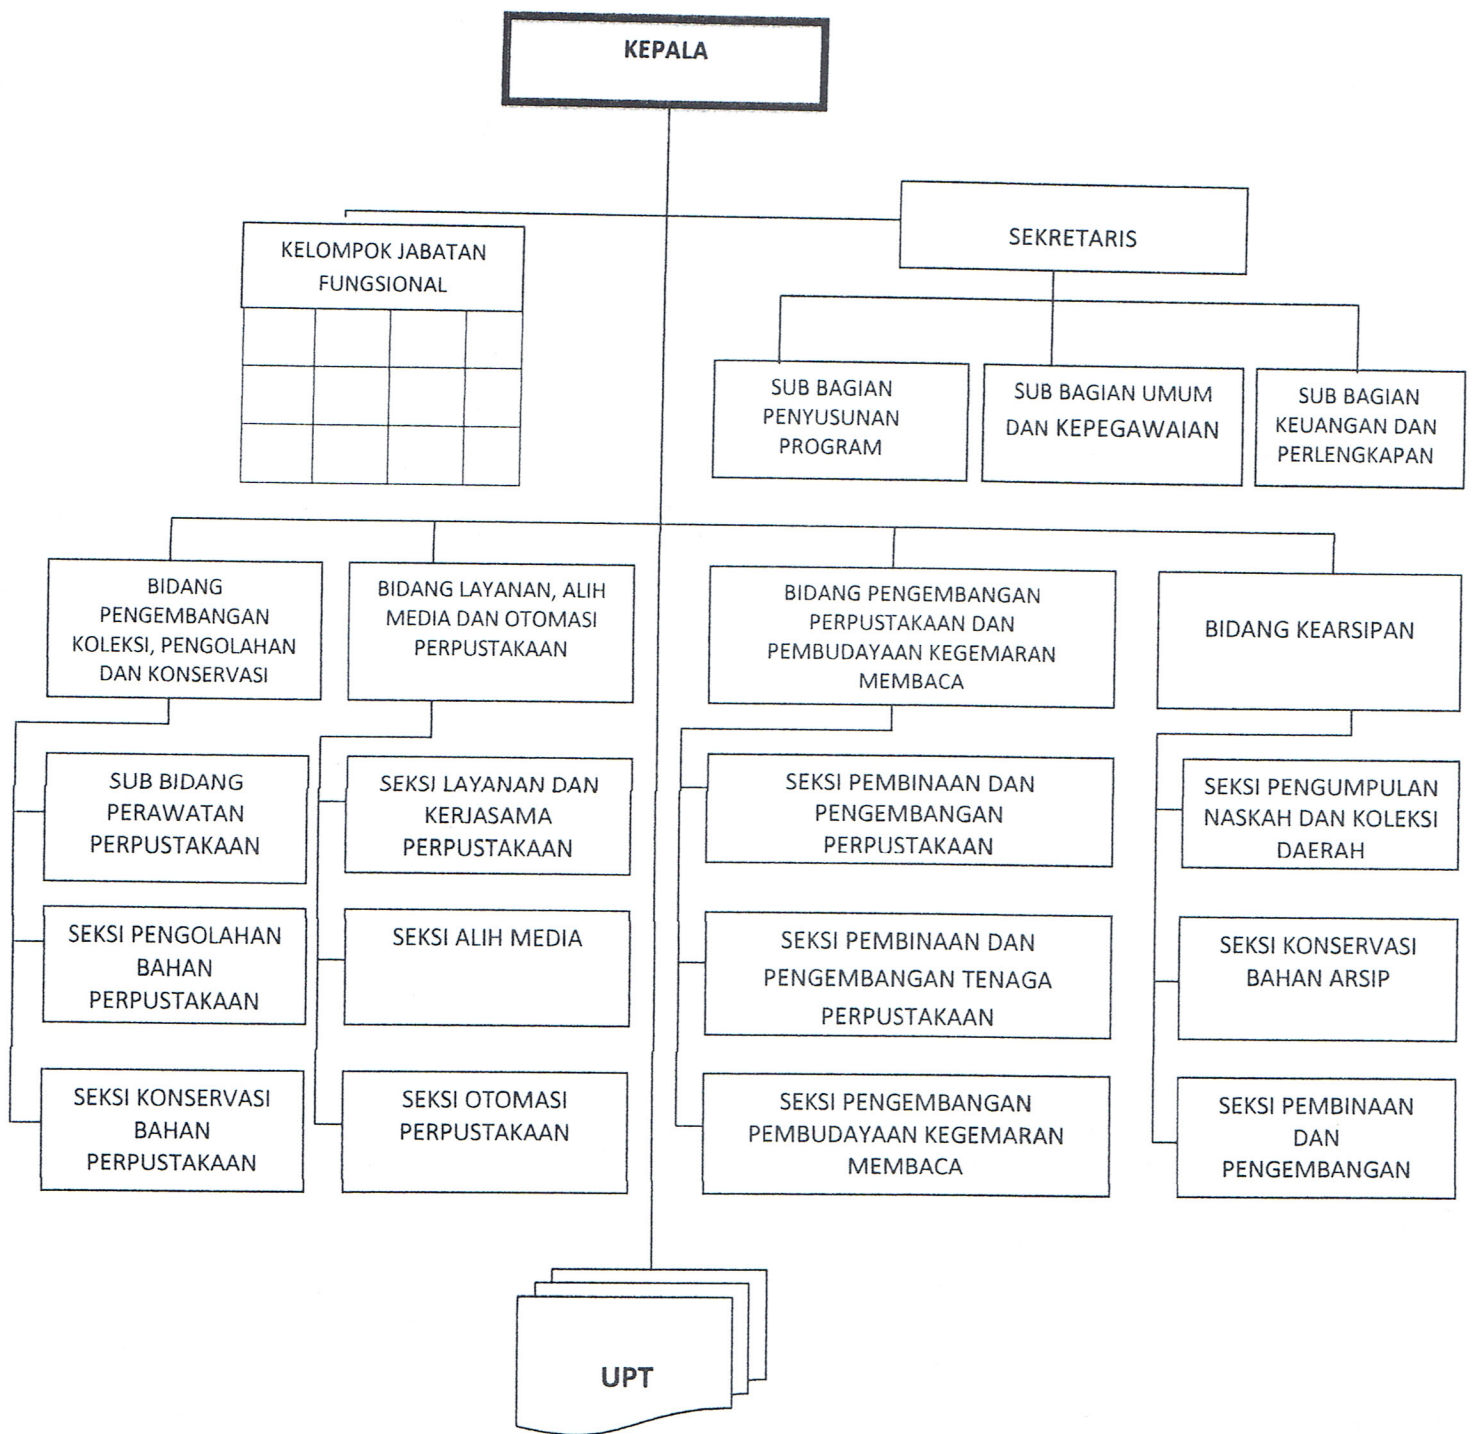 KEPALA
SEKRETARIS
KELOMPOK JABATAN
FUNGSIONAL
SUB BAGIAN
PENYUSUNAN
PROGRAM
SUB BAGIAN UMUM
DAN KEPEGAWAIAN
SUB BAGIAN
KEUANGAN DAN
PERLENGKAPAN
BIDANG
PENGEMBANGAN
KOLEKSI, PENGOLAHAN
DAN KONSERVASI
BIDANG LAYANAN, ALIH
MEDIA DAN OTOMASI
PERPUSTAKAAN
BIDANG PENGEMBANGAN
PERPUSTAKAAN DAN
PEMBUDAYAAN KEGEMARAN
MEMBACA
BIDANG KEARSIPAN
SUB BIDANG
PERAWATAN
PERPUSTAKAAN
SEKSI LAYANAN DAN
KERJASAMA
PERPUSTAKAAN
SEKSI PEMBINAAN DAN
PENGEMBANGAN
PERPUSTAKAAN
SEKSI PENGUMPULAN
NASKAH DAN KOLEKSI
DAERAH
SEKSI PENGOLAHAN
BAHAN
PERPUSTAKAAN
SEKSI ALIH MEDIA
SEKSI PEMBINAAN DAN
PENGEMBANGAN TENAGA
PERPUSTAKAAN
SEKSI KONSERVASI
BAHAN ARSIP
SEKSI KONSERVASI
BAHAN
PERPUSTAKAAN
SEKSI OTOMASI
PERPUSTAKAAN
SEKSI PENGEMBANGAN
PEMBUDAYAAN KEGEMARAN
MEMBACA
SEKSI PEMBINAAN
DAN
PENGEMBANGAN
UPT